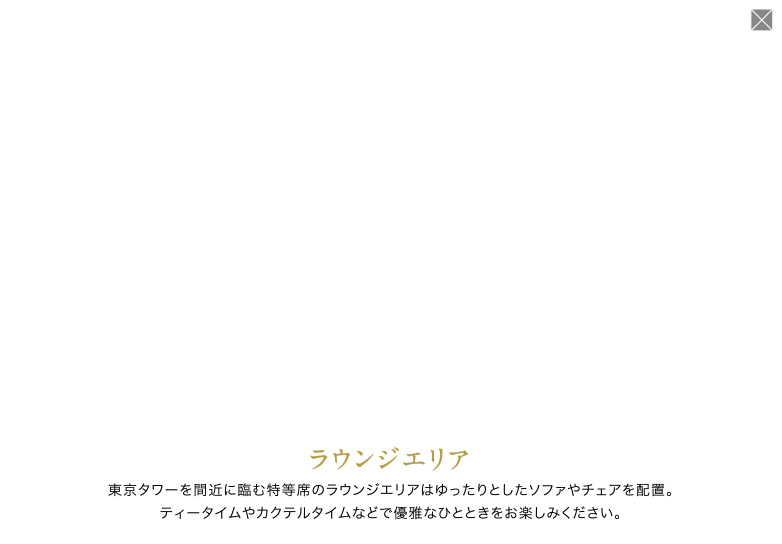 ラウンジエリア
東京タワーを間近に臨む特等席のラウンジエリアはゆったりとしたソファやチェアを配置。
ティータイムやカクテルタイムなどで優雅なひとときをお楽しみください。